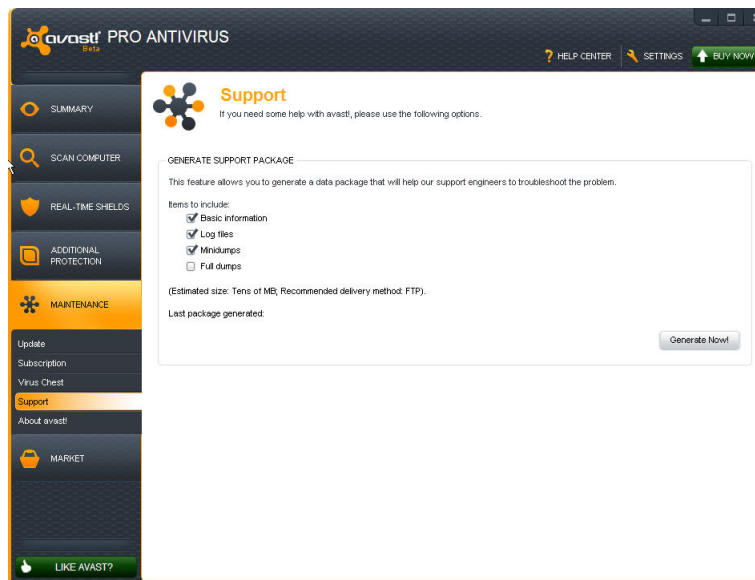 avast! PRO ANTIVIRUS
Beta
HELP CENTER
SETTINGS
BUY NOW
SUMMARY
SCAN COMPUTER
REAL-TIME SHIELDS
ADDITIONAL
PROTECTION
MAINTENANCE
Update
Subscription
Virus Chest
Support
About avast!
MARKET
LIKE AVAST?
Support
If you need some help with avast!, please use the following options.
GENERATE SUPPORT PACKAGE
This feature allows you to generate a data package that will help our support engineers to troubleshoot the problem.
Items to include:
Basic information
Log files
Minidumps
Full dumps
(Estimated size: Tens of MB; Recommended delivery method: FTP).
Last package generated:
Generate Now!